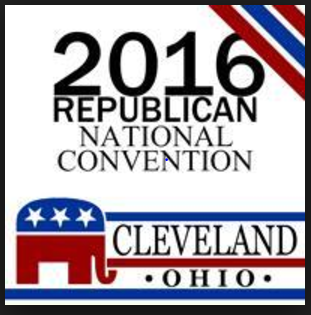 2016
REPUBLICAN
NATIONAL
CONVENTION
CLEVELAND
•OHIO•